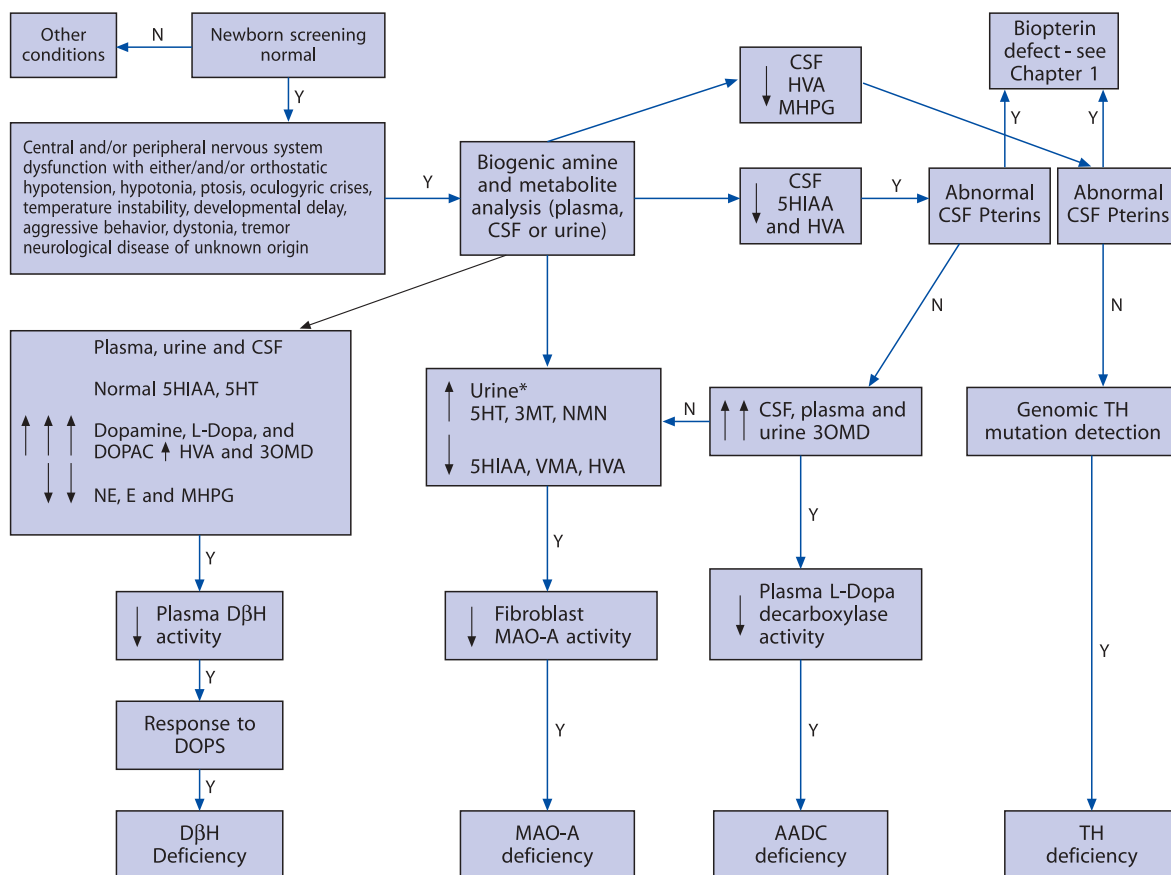 Other
conditions
N
Newborn screening
normal
Y
Central and/or peripheral nervous system
dysfunction with either/and/or orthostatic
hypotension, hypotonia, ptosis, oculogyric crises,
temperature instability, developmental delay,
aggressive behavior, dystonia, tremor
neurological disease of unknown origin
Y
Biogenic amine
and metabolite
analysis (plasma,
CSF or urine)
↓ CSF
HVA
MHPG
↓ CSF
5HIAA
and HVA
Y
Biopterin
defect - see
Chapter 1
Y
Y
Abnormal
CSF Pterins
Abnormal
CSF Pterins
N
N
Plasma, urine and CSF
Normal 5HIAA, 5HT
↑ ↑ ↑ Dopamine, L-Dopa, and
DOPAC ↑ HVA and 3OMD
↓ ↓ NE, E and MHPG
↑ Urine*
5HT, 3MT, NMN
↓ 5HIAA, VMA, HVA
N
↑ ↑ CSF, plasma and
urine 3OMD
Genomic TH
mutation detection
Y
Y
Y
Y
↓ Plasma DβH
activity
↓ Fibroblast
MAO-A activity
↓ Plasma L-Dopa
decarboxylase
activity
Y
Response to
DOPS
Y
Y
Y
DβH
Deficiency
MAO-A
deficiency
AADC
deficiency
TH
deficiency